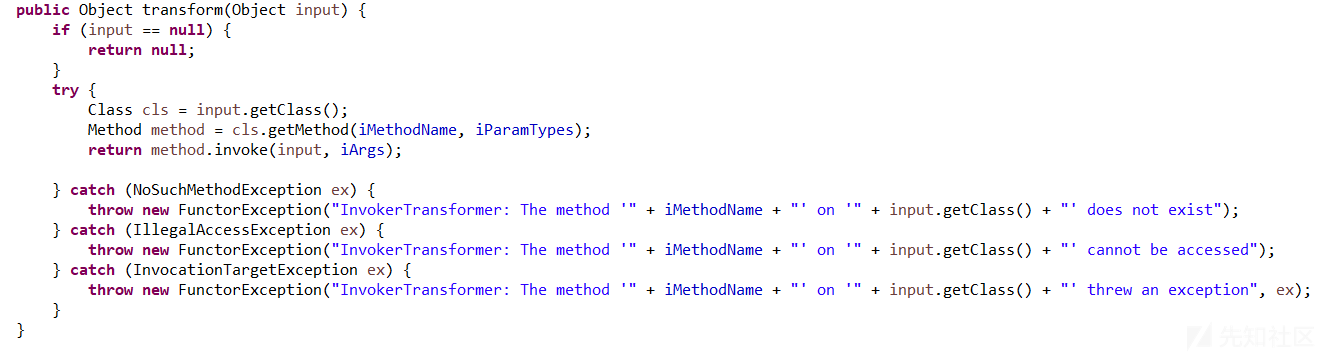 public Object transform(Object input) {
    if (input == null) {
        return null;
    }
    try {
        Class cls = input.getClass();
        Method method = cls.getMethod(iMethodName, iParamTypes);
        return method.invoke(input, iArgs);

    } catch (NoSuchMethodException ex) {
        throw new FunctorException("InvokerTransformer: The method '" + iMethodName + "' on '" + input.getClass() + "' does not exist");
    } catch (IllegalAccessException ex) {
        throw new FunctorException("InvokerTransformer: The method '" + iMethodName + "' on '" + input.getClass() + "' cannot be accessed");
    } catch (InvocationTargetException ex) {
        throw new FunctorException("InvokerTransformer: The method '" + iMethodName + "' on '" + input.getClass() + "' threw an exception", ex);
    }
}
先知社区